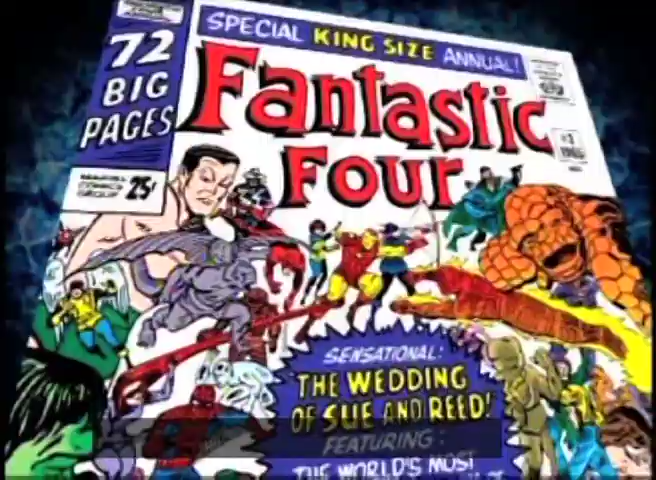 SPECIAL KING SIZE ANNUAL!
72
BIG
PAGES
25¢
Fantastic
Four
#3
1965
SENSATIONAL:
THE WEDDING
OF SUE AND REED!
FEATURING:
THE WORLD'S MOST